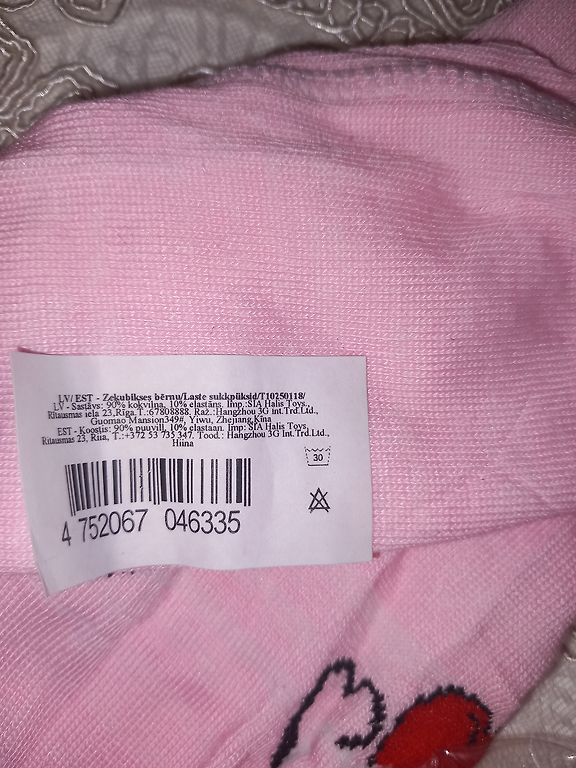 LV/ EST - Zeķubikses bērnu/Laste sukkpüksid/T10250118/
LV - Sastāvs: 90% kokvilna, 10% elastāns. Imp.:SIA Halis Toys.,
Rītausmas iela 23,Rīga.T.:67808888. Raž.:Hangzhou 3G int.Trd.Ltd.,
Guomao Mansion349#, Yiwu, Zhejiang,Ķīna
EST - Koostis: 90% puuvill, 10% elastaan. Imp: SIA Halis Toys,
Ritausmas 23, Riia, T.:+372 53 735 347. Tood.: Hangzhou 3G Int.Trd.Ltd.,
Hiina
30
4 752067 046335